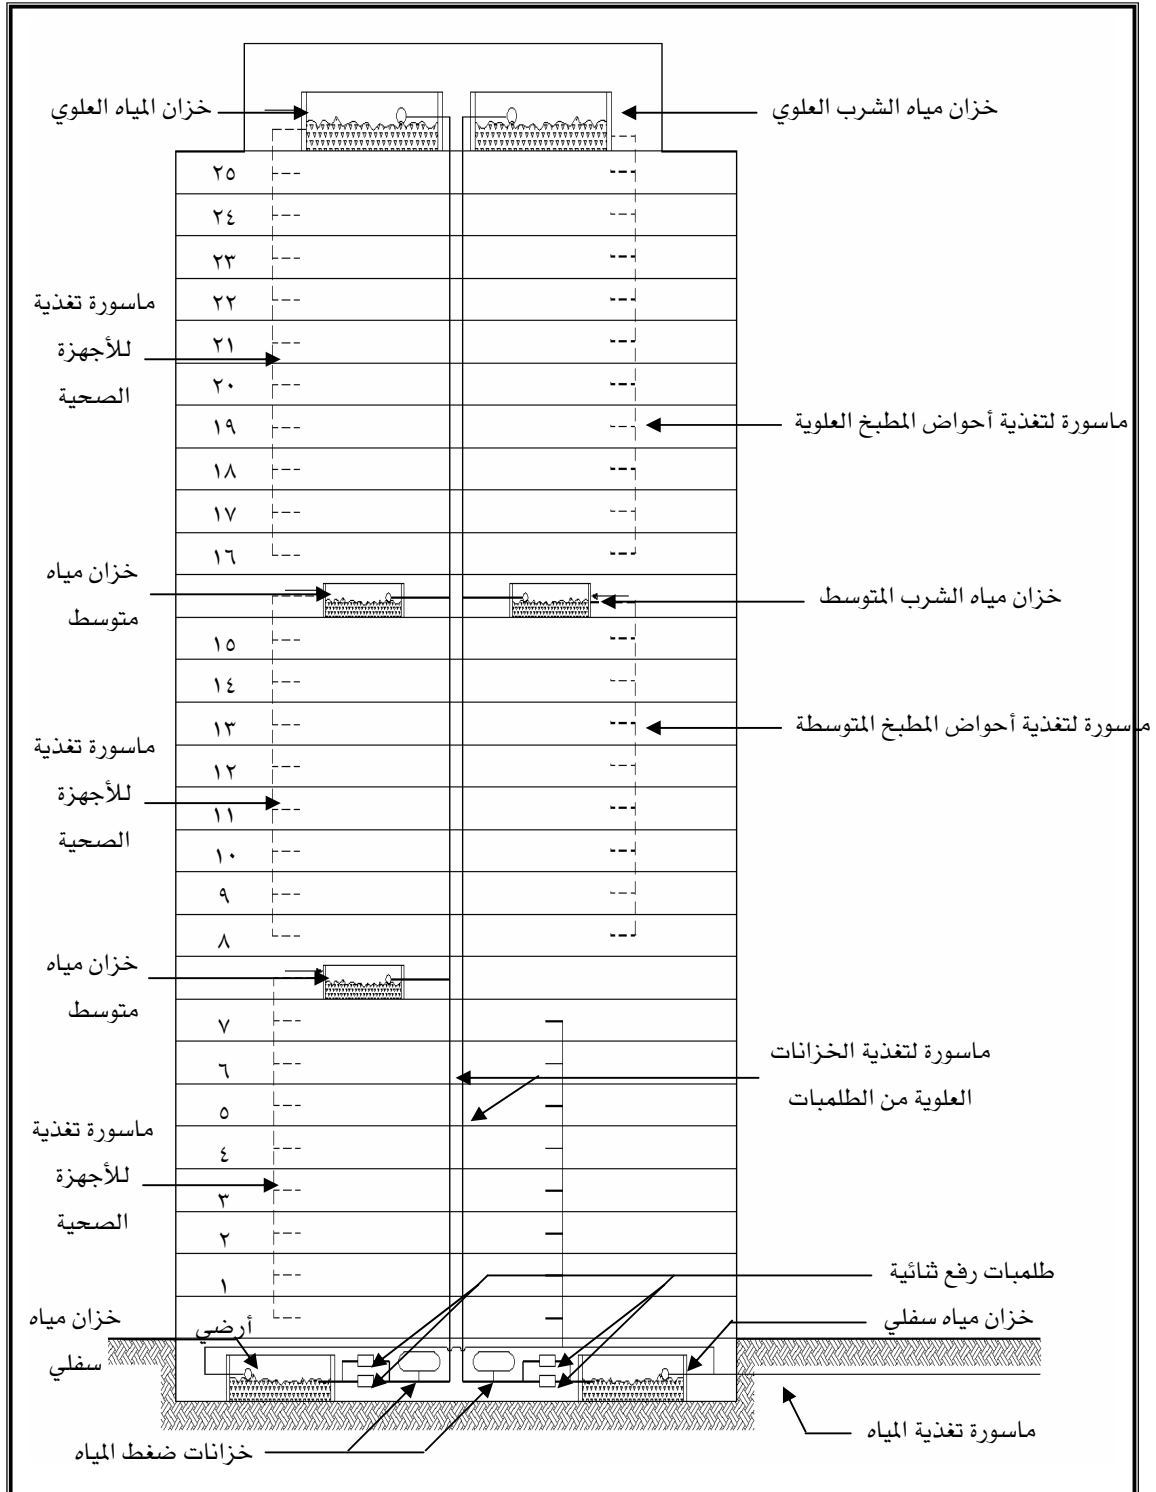 خزان مياه الشرب العلوي
خزان المياه العلوي
٢٥
٢٤
٢٣
٢٢
ماسورة تغذية
للأجهزة
الصحية
٢١
٢٠
١٩
ماسورة لتغذية أحواض المطبخ العلوية
١٨
١٧
١٦
خزان مياه
متوسط
خزان مياه الشرب المتوسط
١٥
١٤
١٣
ماسورة لتغذية أحواض المطبخ المتوسطة
ماسورة تغذية
للأجهزة
الصحية
١٢
١١
١٠
٩
٨
خزان مياه
متوسط
٧
ماسورة لتغذية الخزانات
العلوية من الطلمبات
٦
٥
ماسورة تغذية
للأجهزة
الصحية
٤
٣
٢
١
طلمبات رفع ثنائية
خزان مياه سفلي
أرضي
خزان مياه
سفلي
ماسورة تغذية المياه
خزانات ضغط المياه